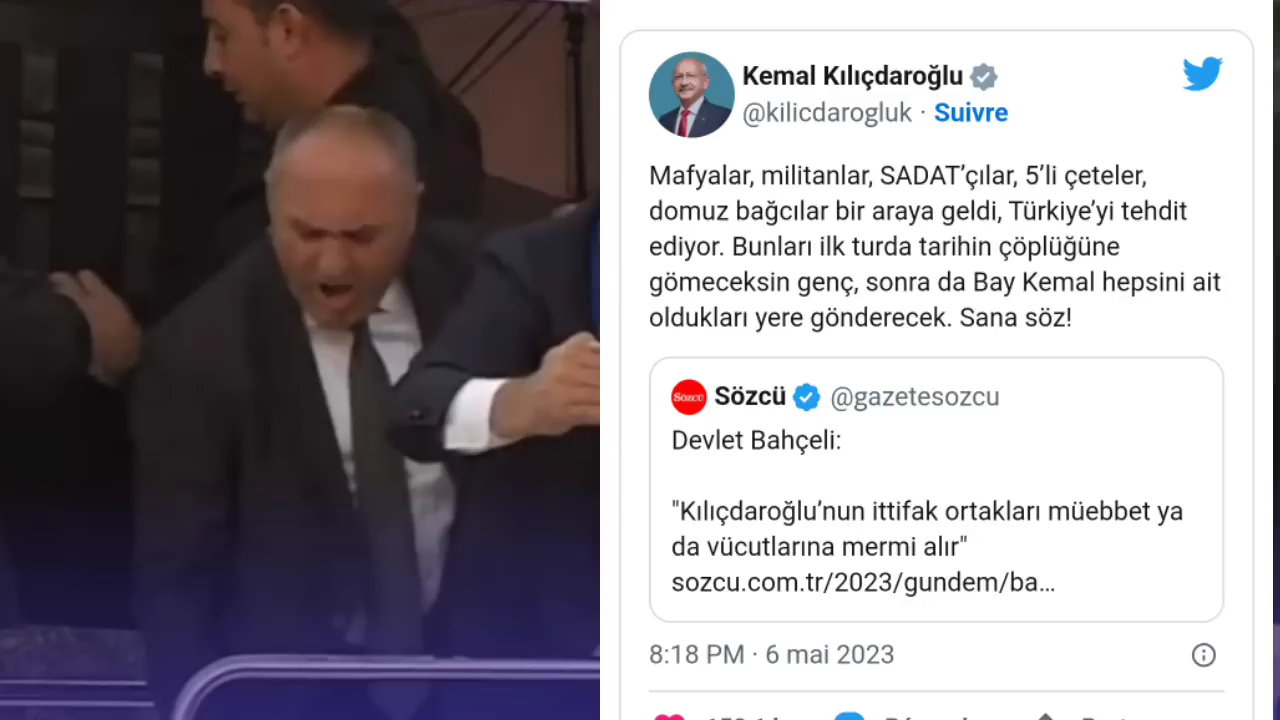 Kemal Kılıçdaroğlu
@kilicdarogluk · Suivre
Mafyalar, militanlar, SADAT’çılar, 5’li çeteler,
domuz bağcılar bir araya geldi, Türkiye’yi tehdit
ediyor. Bunları ilk turda tarihin çöplüğüne
gömeceksin genç, sonra da Bay Kemal hepsini ait
oldukları yere gönderecek. Sana söz!
Sözcü
Sözcü @gazetesozcu
Devlet Bahçeli:
"Kılıçdaroğlu’nun ittifak ortakları müebbet ya
da vücutlarına mermi alır"
sozcu.com.tr/2023/gundem/ba…
8:18 PM · 6 mai 2023